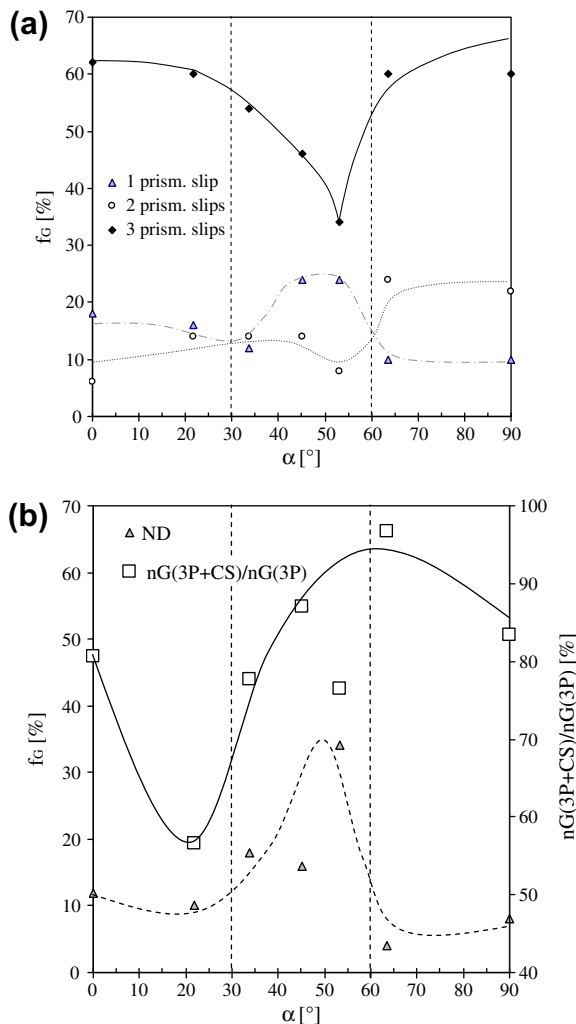 (a)
70
60
50
40
30
20
10
0
fG [%]
1 prism. slip
2 prism. slips
3 prism. slips
0 10 20 30 40 50 60 70 80 90
α [°]
(b)
70
60
50
40
30
20
10
0
fG [%]
ND
nG(3P+CS)/nG(3P)
100
90
80
70
60
50
40
nG(3P+CS)/nG(3P) [%]
0 10 20 30 40 50 60 70 80 90
α [°]